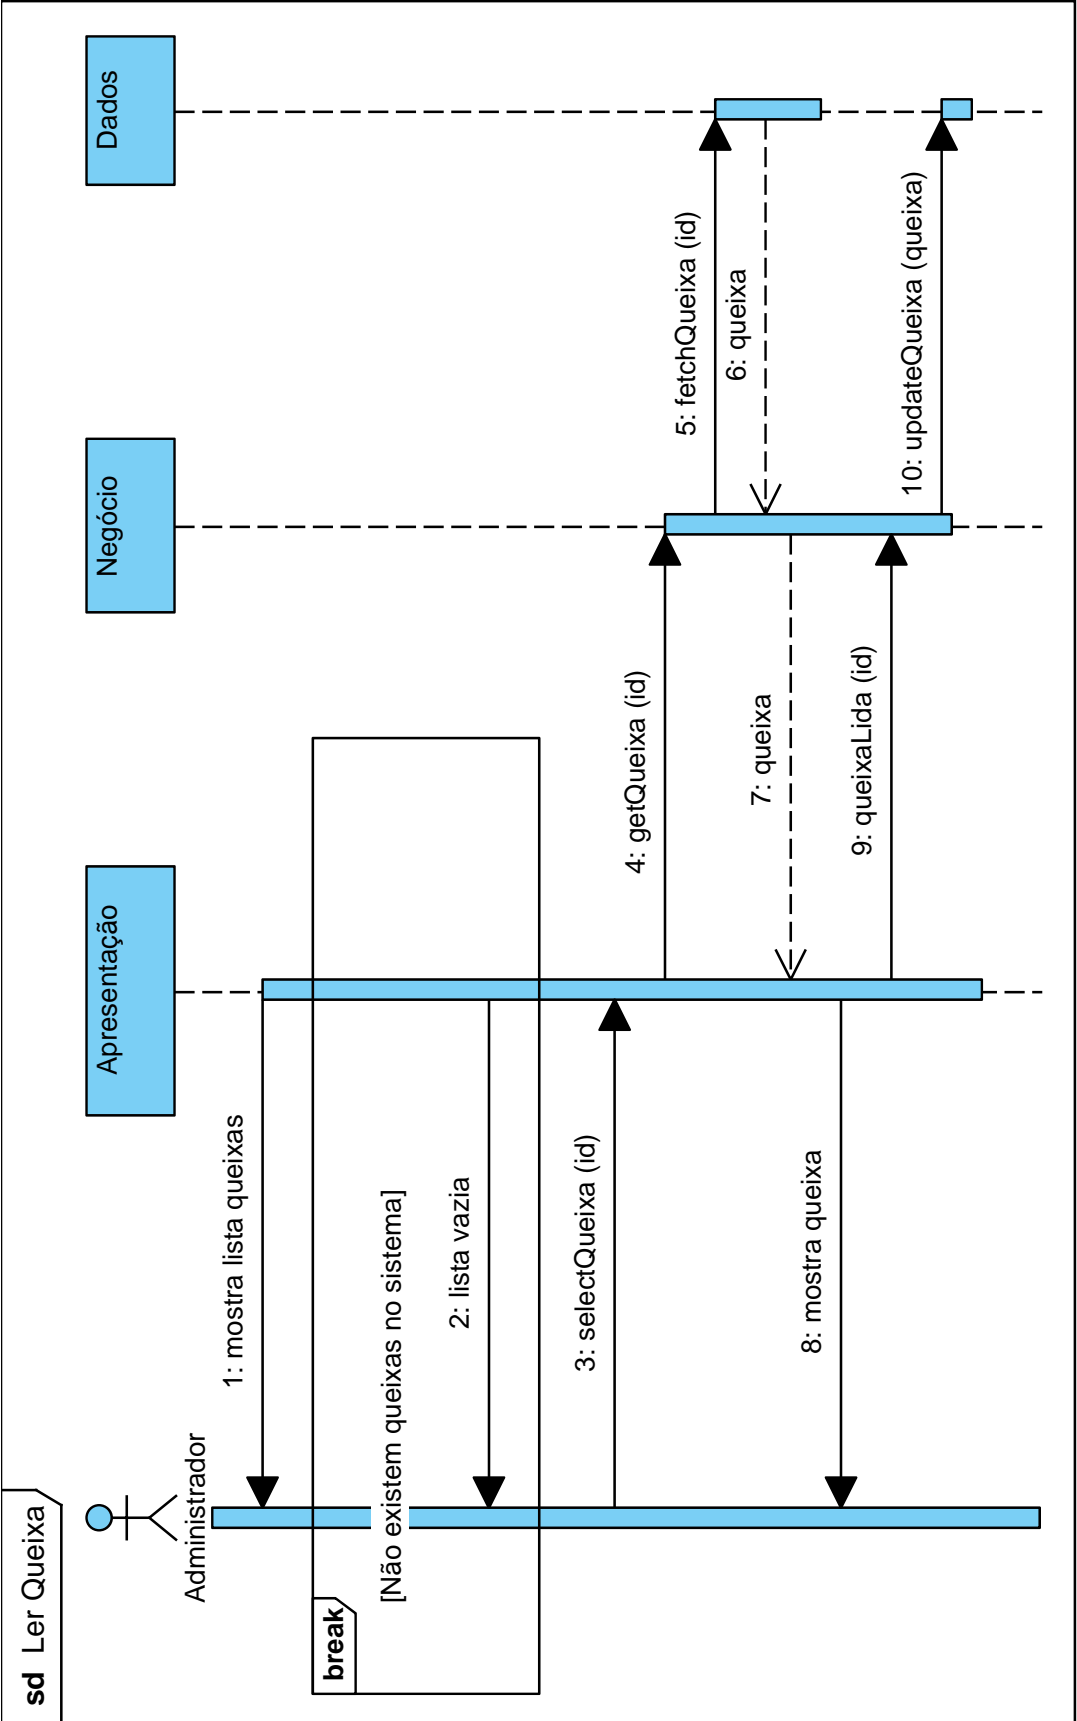 sd Ler Queixa
Administrador
Apresentação
Negócio
Dados
1: mostra lista queixas
break
[Não existem queixas no sistema]
2: lista vazia
3: selectQueixa (id)
4: getQueixa (id)
5: fetchQueixa (id)
6: queixa
7: queixa
8: mostra queixa
9: queixaLida (id)
10: updateQueixa (queixa)